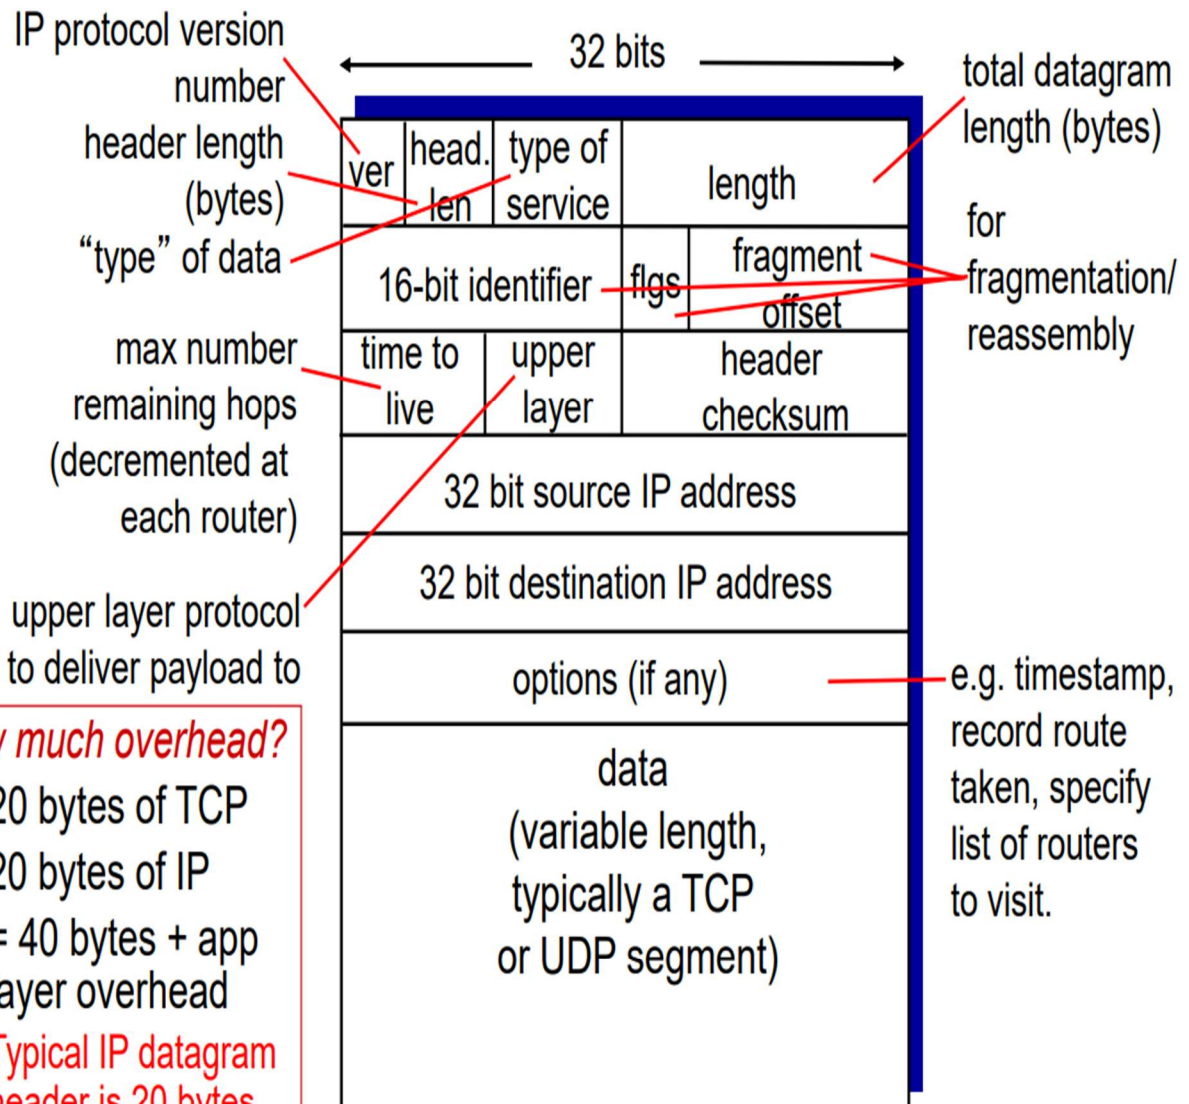 IP protocol version
number
header length
(bytes)
“type” of data
max number
remaining hops
(decremented at
each router)
upper layer protocol
to deliver payload to
much overhead?
20 bytes of TCP
20 bytes of IP
= 40 bytes + app
layer overhead
Typical IP datagram
header is 20 bytes
32 bits
ver
head.
len
type of
service
length
16-bit identifier
flgs
fragment
offset
time to
live
upper
layer
header
checksum
32 bit source IP address
32 bit destination IP address
options (if any)
data
(variable length,
typically a TCP
or UDP segment)
total datagram
length (bytes)
for
fragmentation/
reassembly
e.g. timestamp,
record route
taken, specify
list of routers
to visit.